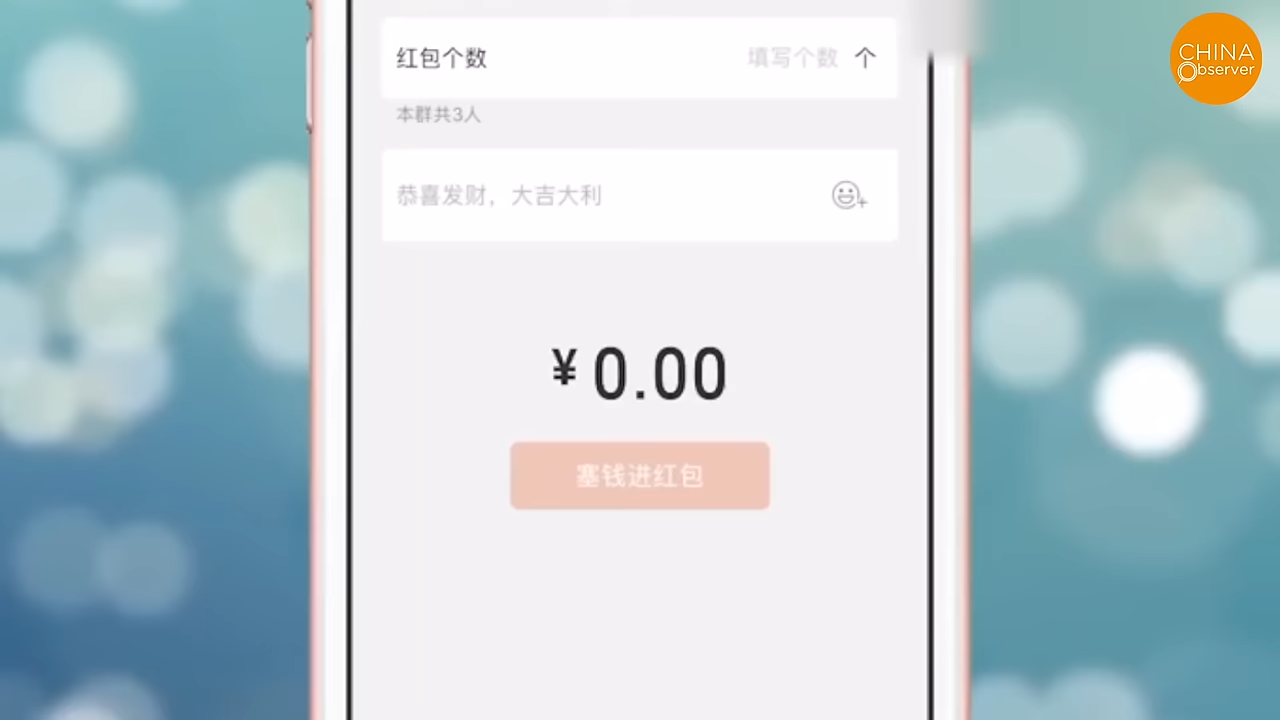 CHINA
Observer
红包个数 填写个数 个
本群共3人
恭喜发财，大吉大利
¥0.00
塞钱进红包